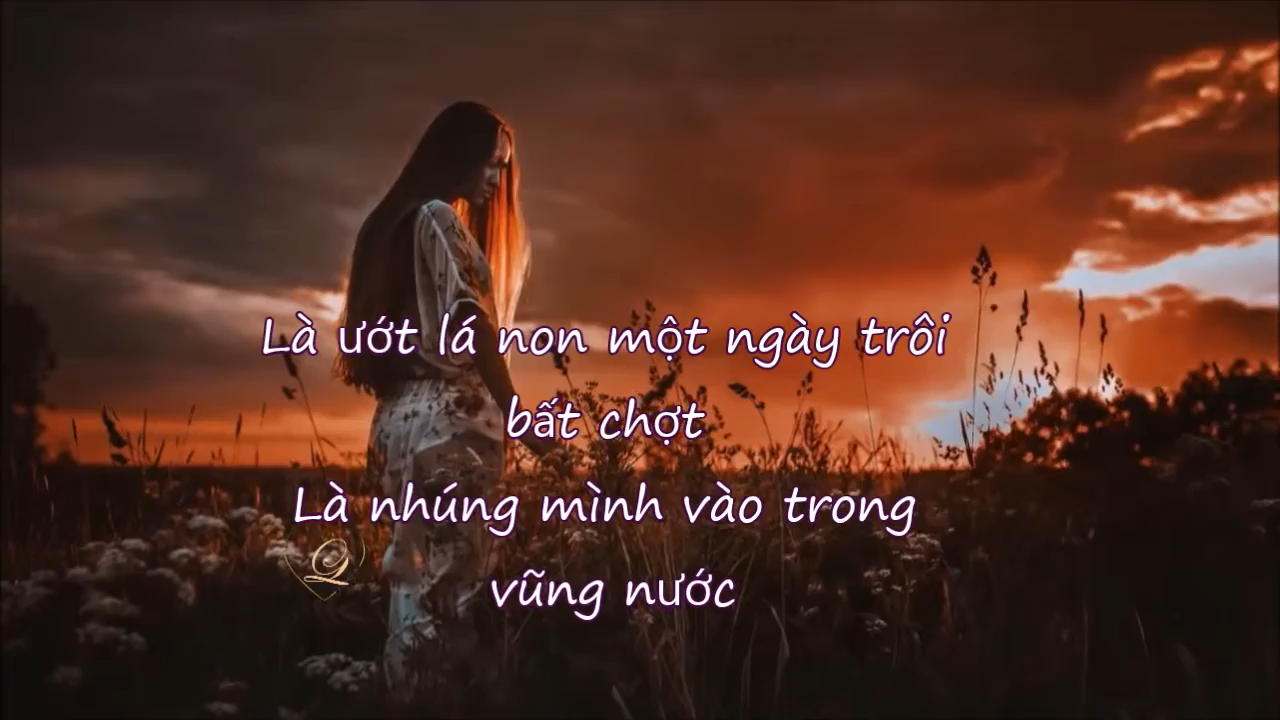 Là ướt lá non một ngày trôi
bất chợt
Là nhúng mình vào trong
vũng nước
Q